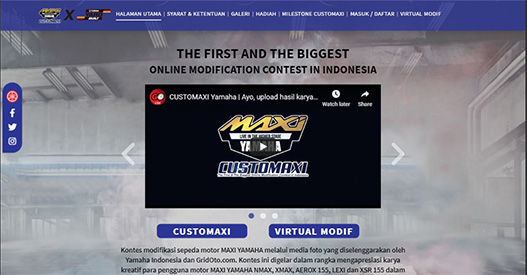 MAXI YAMAHA X
HALAMAN UTAMA | SYARAT & KETENTUAN | GALERI | HADIAH | MILESTONE CUSTOMAXI | MASUK / DAFTAR | VIRTUAL MODIF
THE FIRST AND THE BIGGEST
ONLINE MODIFICATION CONTEST IN INDONESIA
CUSTOMAXI Yamaha | Ayo, upload hasil karya...
Watch later
Share
MAXI
LIVE IN THE HIGHER STAGE
YAMAHA
CUSTOMAXI
CUSTOMAXI
VIRTUAL MODIF
Kontes modifikasi sepeda motor MAXI YAMAHA melalui media foto yang diselenggarakan oleh
Yamaha Indonesia dan GridOto.com. Kontes ini digelar dalam rangka mengapresiasi karya
kreatif para pengguna motor MAXI YAMAHA NMAX, XMAX, AEROX 155, LEXI dan XSR 155 dalam